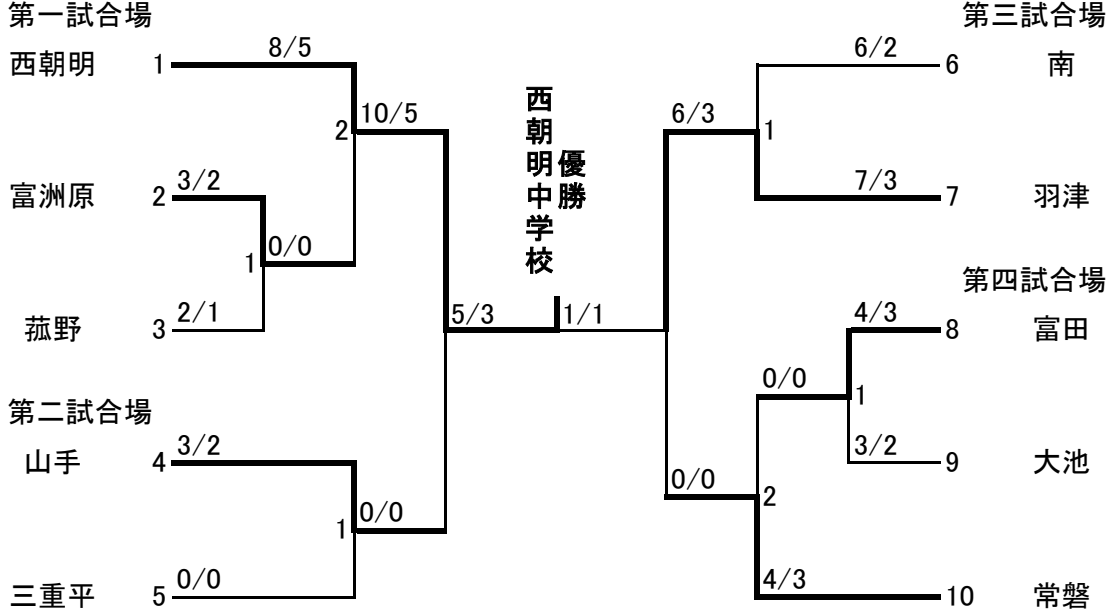 第一試合場
西朝明 1 8/5
2 10/5
富洲原 2 3/2
1 0/0
菰野 3 2/1
第二試合場
山手 4 3/2
1 0/0
三重平 5 0/0
5/3
西朝明中学校
優勝
1/1
第三試合場
6/2 6 南
6/3 1
7/3 7 羽津
第四試合場
4/3 8 富田
0/0 1
3/2 9 大池
0/0 2
4/3 10 常磐